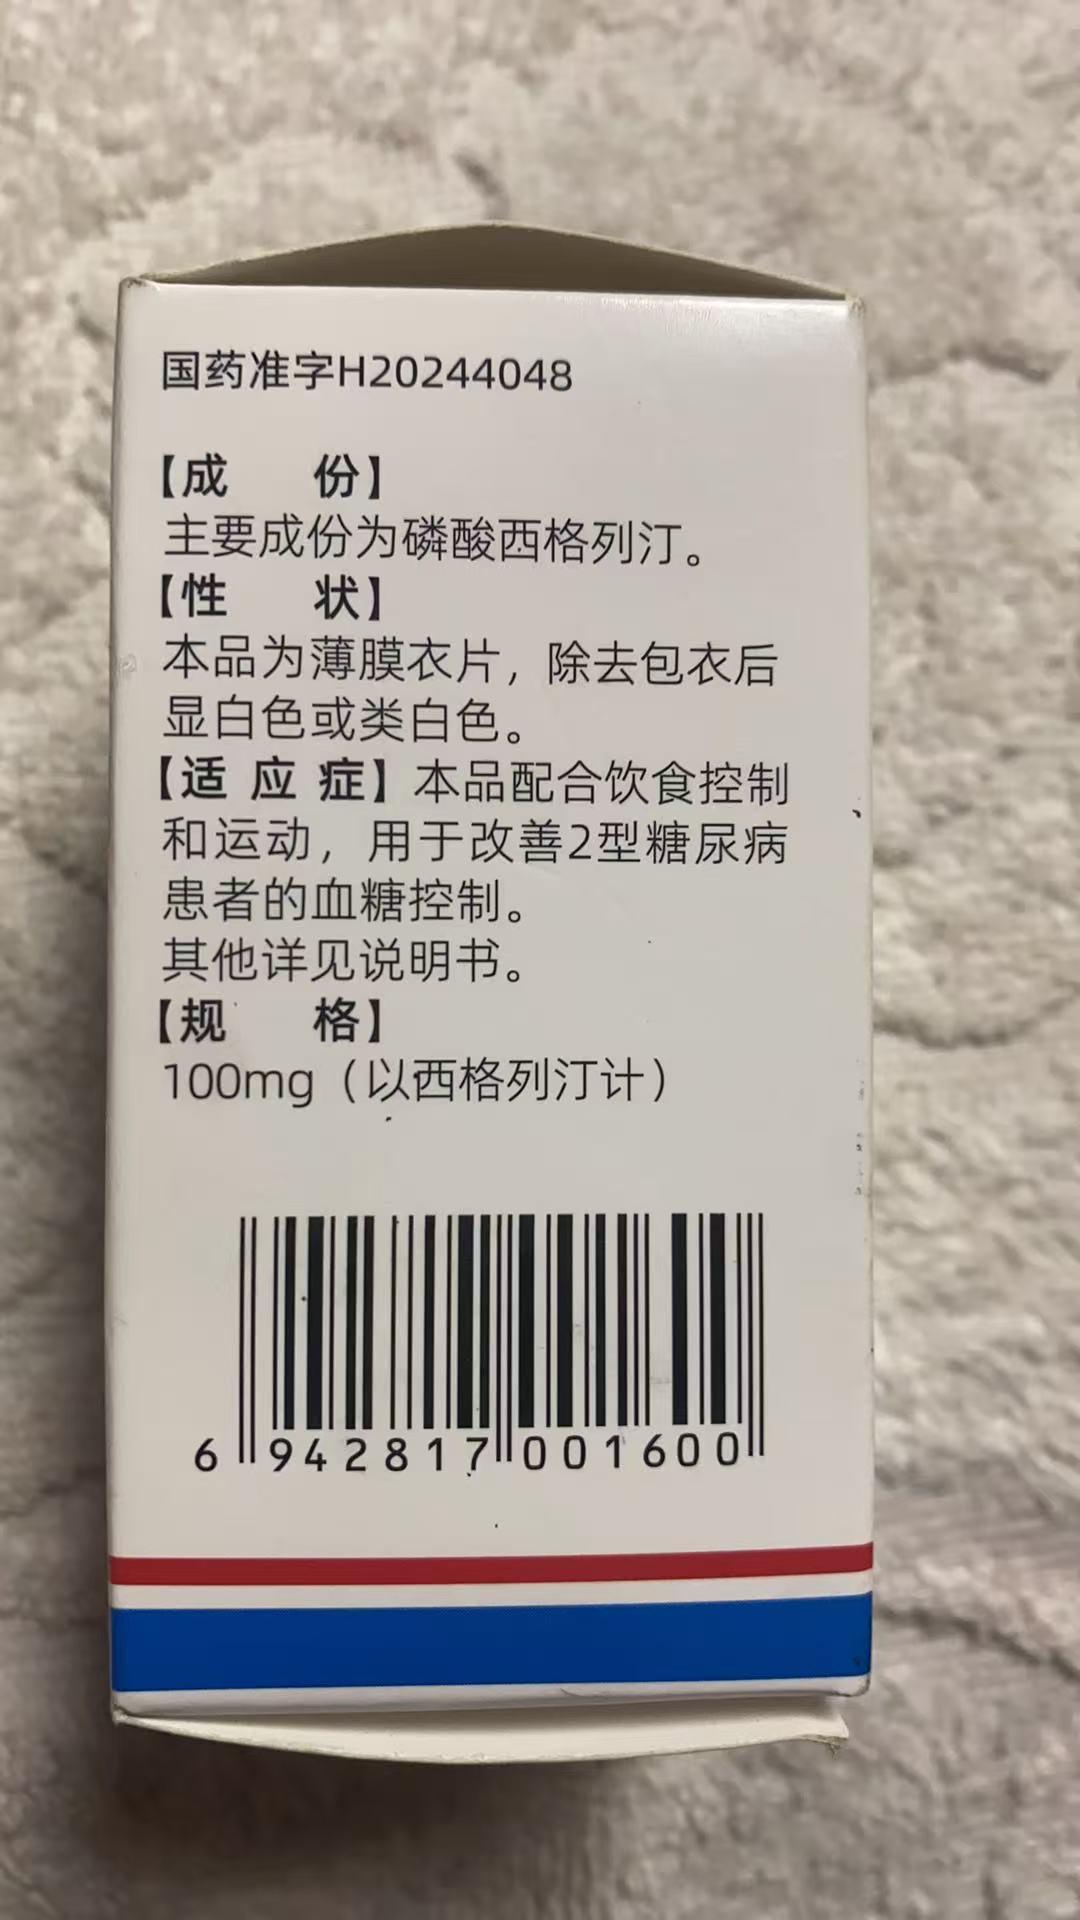 国药准字H20244048
【成 份】
主要成份为磷酸西格列汀。
【性 状】
本品为薄膜衣片，除去包衣后
显白色或类白色。
【适 应 症】本品配合饮食控制
和运动，用于改善2型糖尿病
患者的血糖控制。
其他详见说明书。
【规 格】
100mg（以西格列汀计）
6 942817 001600